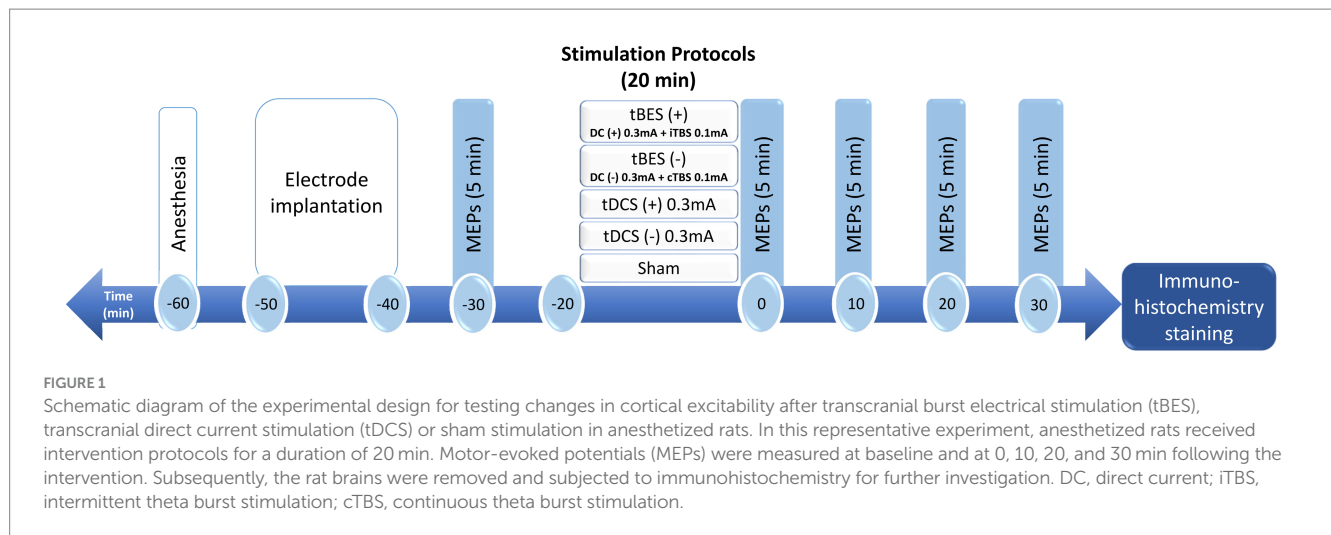 Stimulation Protocols
(20 min)
Anesthesia
Electrode
implantation
MEPs (5 min)
tBES (+)
DC (+) 0.3mA + iTBS 0.1mA
tBES (-)
DC (-) 0.3mA + cTBS 0.1mA
tDCS (+) 0.3mA
tDCS (-) 0.3mA
Sham
MEPs (5 min)
MEPs (5 min)
MEPs (5 min)
MEPs (5 min)
Time
(min)
-60
-50
-40
-30
-20
0
10
20
30
Immuno-
histochemistry
staining
FIGURE 1
Schematic diagram of the experimental design for testing changes in cortical excitability after transcranial burst electrical stimulation (tBES),
transcranial direct current stimulation (tDCS) or sham stimulation in anesthetized rats. In this representative experiment, anesthetized rats received
intervention protocols for a duration of 20 min. Motor-evoked potentials (MEPs) were measured at baseline and at 0, 10, 20, and 30 min following the
intervention. Subsequently, the rat brains were removed and subjected to immunohistochemistry for further investigation. DC, direct current; iTBS,
intermittent theta burst stimulation; cTBS, continuous theta burst stimulation.